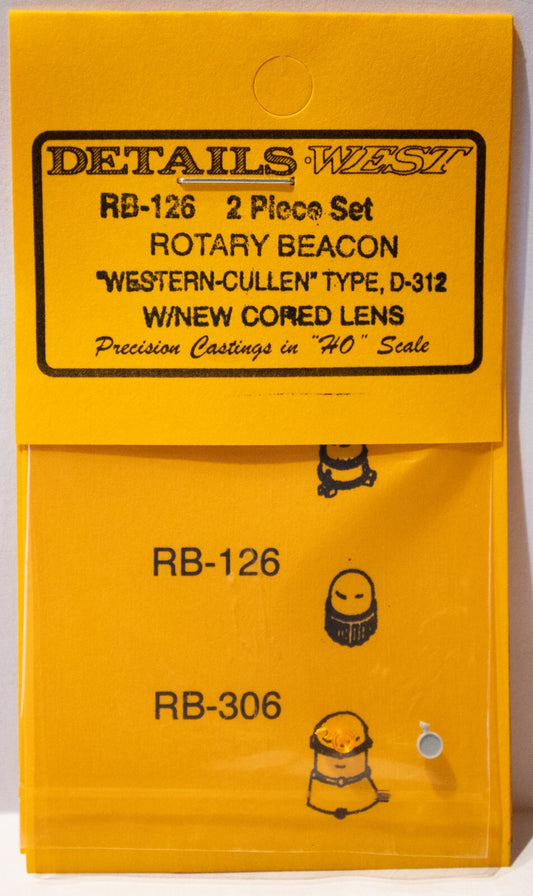 DETAILS·WEST
RB-126 2 Piece Set
ROTARY BEACON
"WESTERN-CULLEN" TYPE, D-312
W/NEW CORED LENS
Precision Castings in "HO" Scale
RB-126
RB-306